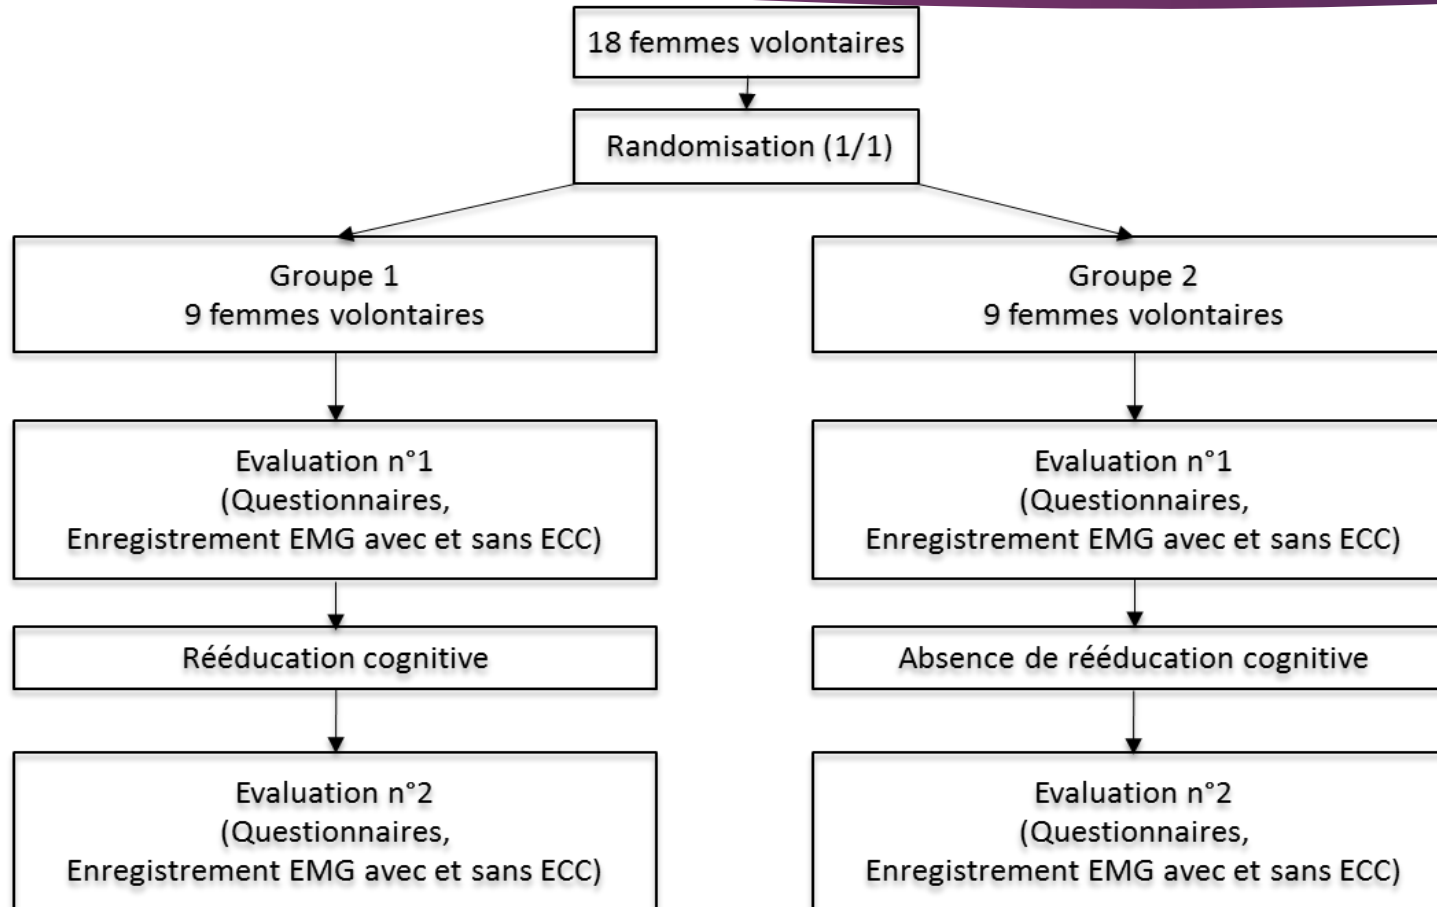 18 femmes volontaires
Randomisation (1/1)
Groupe 1
9 femmes volontaires
Groupe 2
9 femmes volontaires
Evaluation n°1
(Questionnaires,
Enregistrement EMG avec et sans ECC)
Evaluation n°1
(Questionnaires,
Enregistrement EMG avec et sans ECC)
Rééducation cognitive
Absence de rééducation cognitive
Evaluation n°2
(Questionnaires,
Enregistrement EMG avec et sans ECC)
Evaluation n°2
(Questionnaires,
Enregistrement EMG avec et sans ECC)